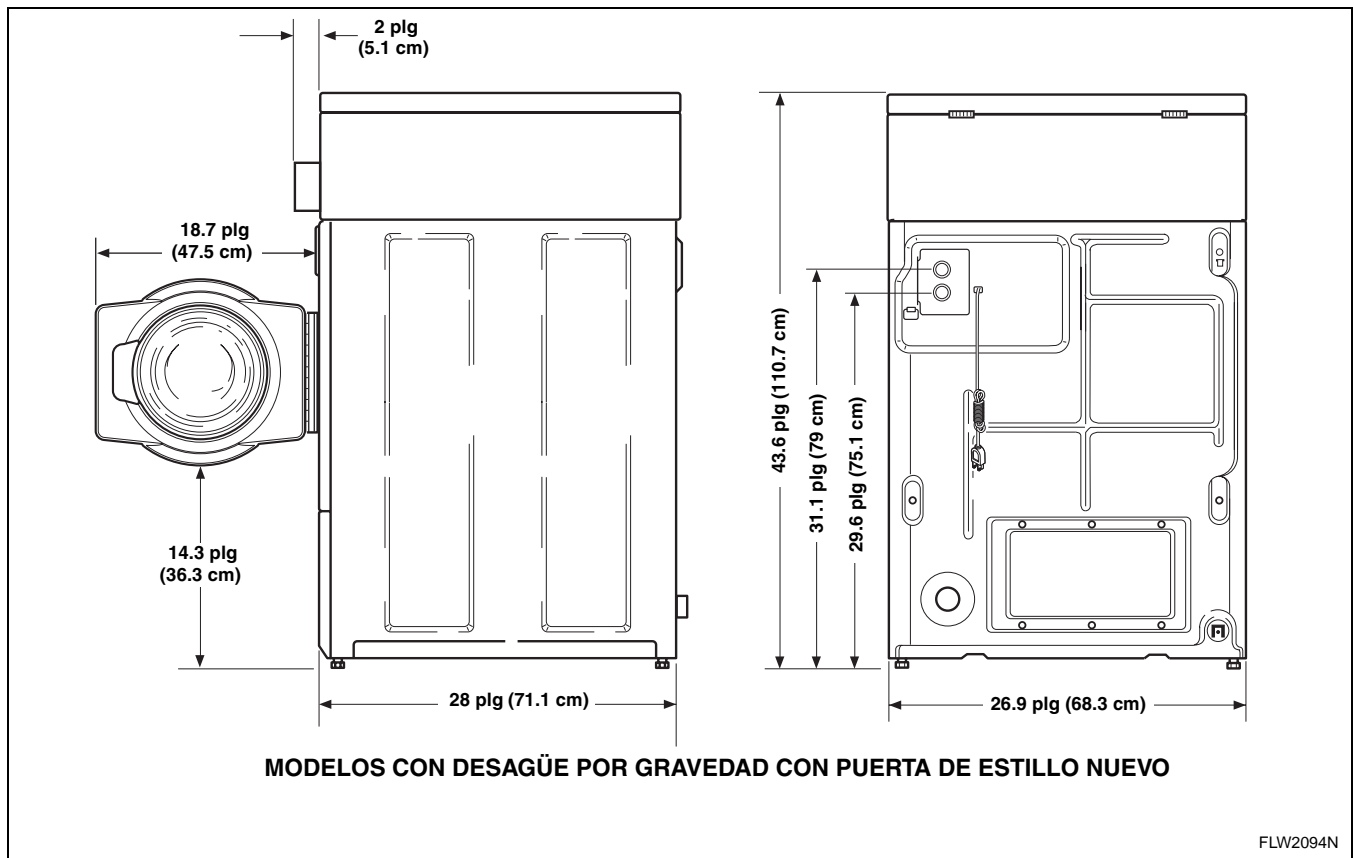 2 plg
(5.1 cm)
18.7 plg
(47.5 cm)
14.3 plg
(36.3 cm)
28 plg (71.1 cm)
43.6 plg (110.7 cm)
31.1 plg (79 cm)
29.6 plg (75.1 cm)
26.9 plg (68.3 cm)
MODELOS CON DESAGÜE POR GRAVEDAD CON PUERTA DE ESTILLO NUEVO
FLW2094N